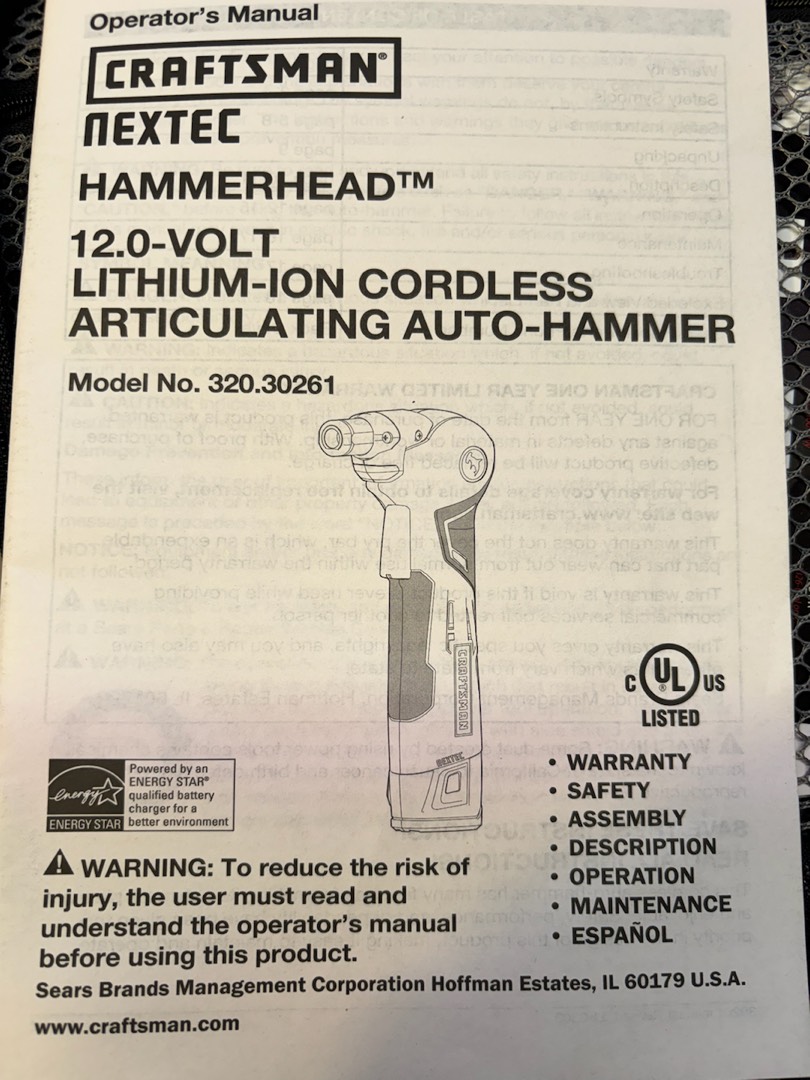 Operator's Manual
CRAFTSMAN®
NEXTEC
HAMMERHEAD™
12.0-VOLT
LITHIUM-ION CORDLESS
ARTICULATING AUTO-HAMMER
Model No. 320.30261
CRAFTSMAN
NEXTEC
C UL US
LISTED
energy
ENERGY STAR
Powered by an
ENERGY STAR®
qualified battery
charger for a
better environment
• WARRANTY
• SAFETY
• ASSEMBLY
• DESCRIPTION
• OPERATION
• MAINTENANCE
• ESPAÑOL
⚠ WARNING: To reduce the risk of
injury, the user must read and
understand the operator's manual
before using this product.
Sears Brands Management Corporation Hoffman Estates, IL 60179 U.S.A.
www.craftsman.com